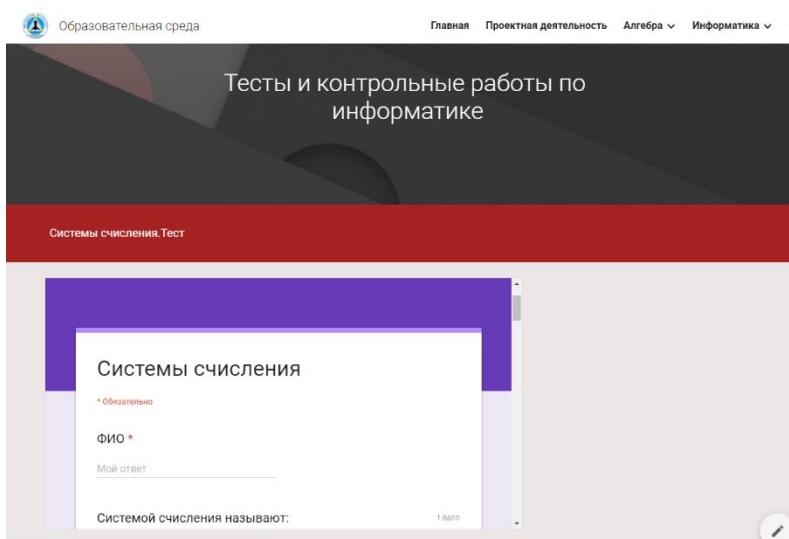 Образовательная среда
Главная Проектная деятельность Алгебра Информатика
Тесты и контрольные работы по
информатике
Системы счисления.Тест
Системы счисления
* Обязательно
ФИО *
Мой ответ
Системой счисления называют: 1 балл